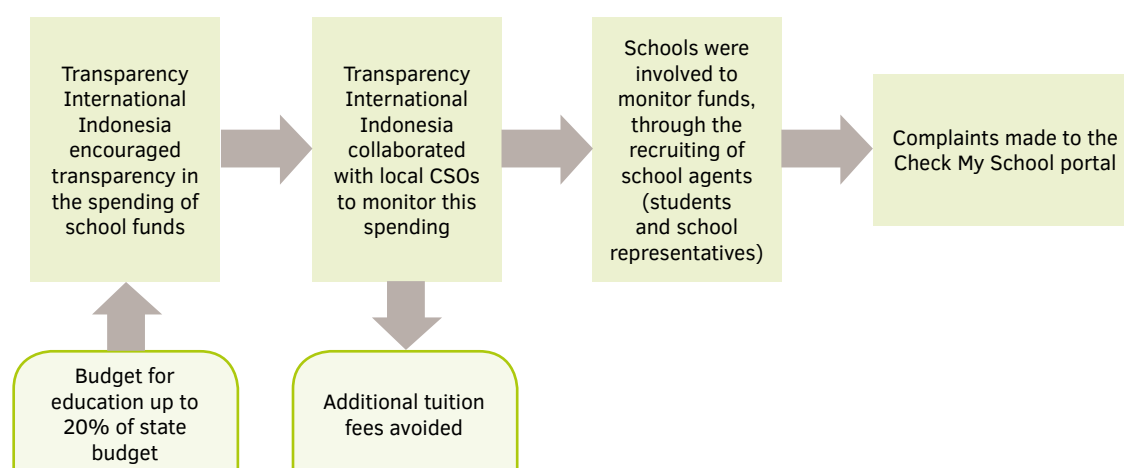 Transparency
International
Indonesia
encouraged
transparency in
the spending of
school funds
Transparency
International
Indonesia
collaborated
with local CSOs
to monitor this
spending
Schools were
involved to
monitor funds,
through the
recruiting of
school agents
(students
and school
representatives)
Complaints made to the
Check My School portal
Budget for
education up to
20% of state
budget
Additional tuition
fees avoided